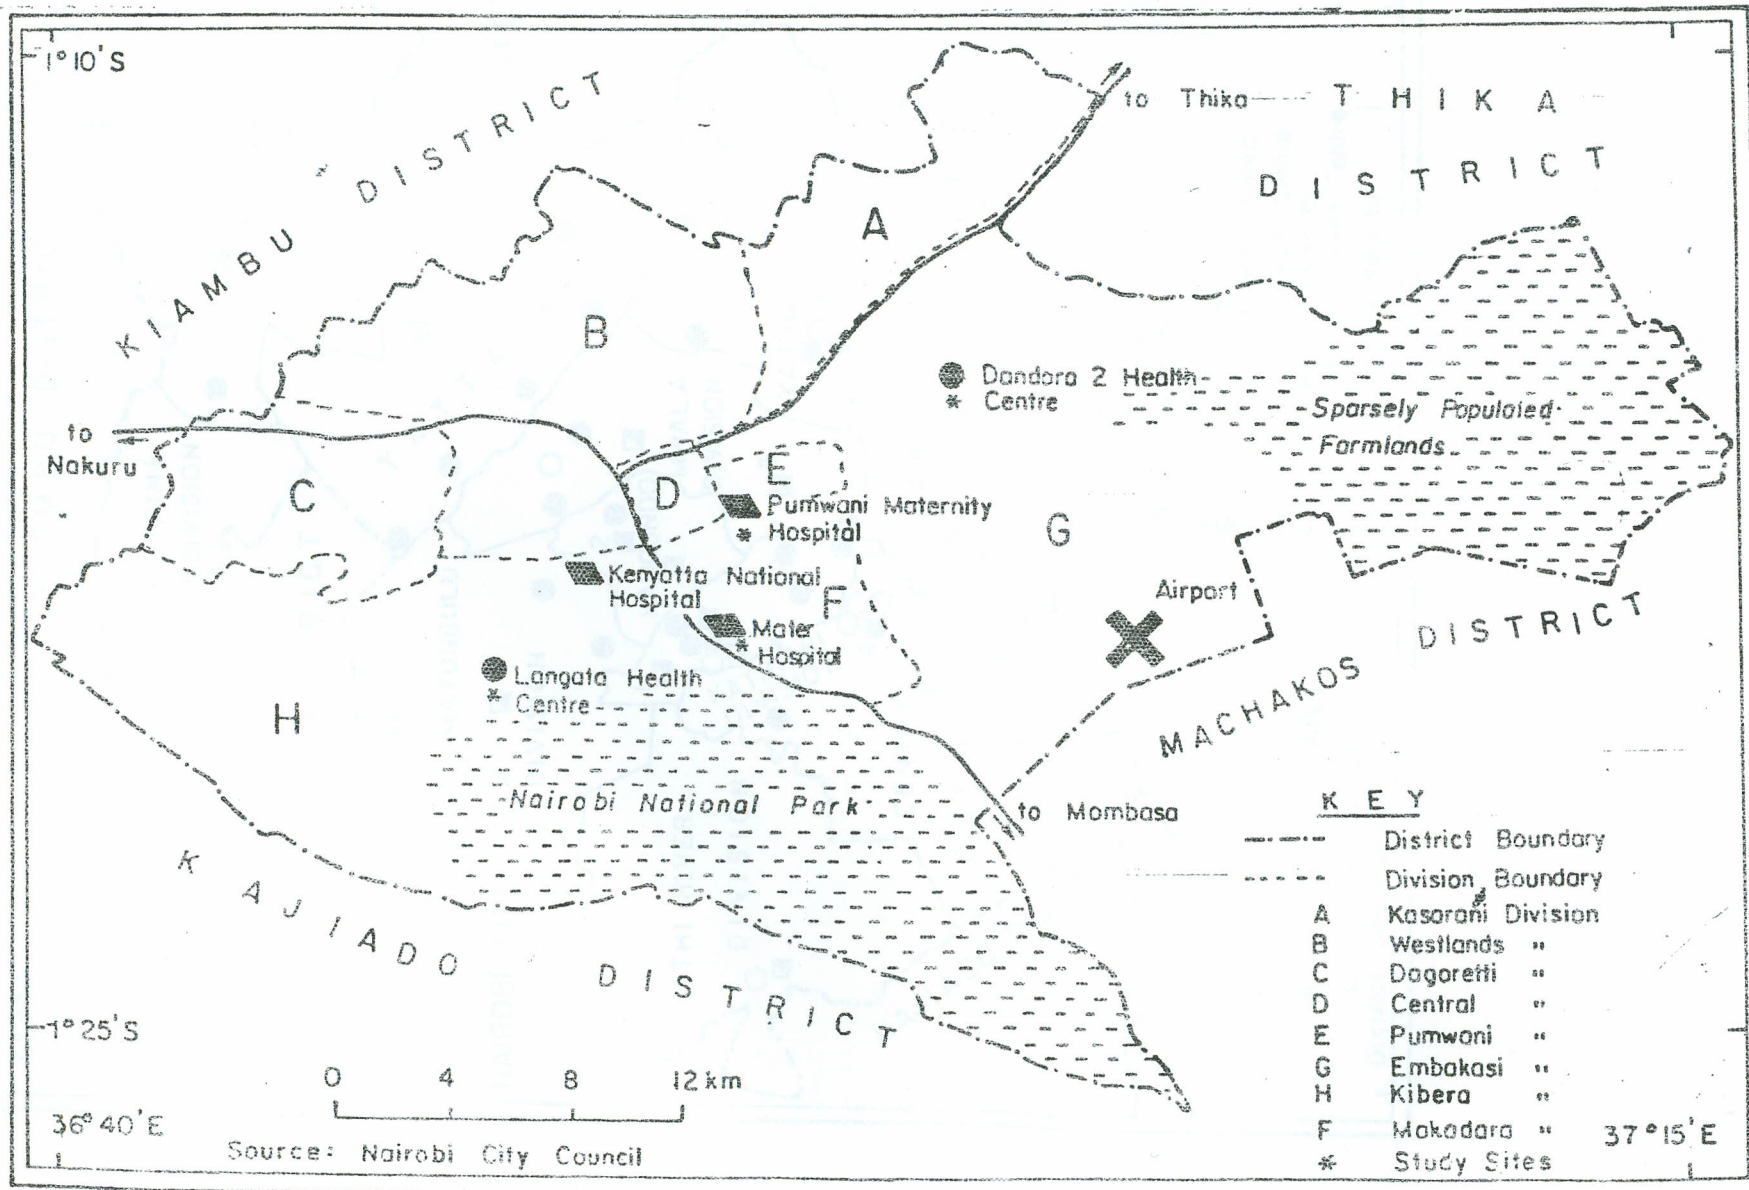 1°10'S
KIAMBU DISTRICT
to Thika
THIKA
DISTRICT
A
B
Dandora 2 Health
* Centre
Sparsely Populated
Farmlands
to
Nakuru
C
D
E
Pumwani Maternity
* Hospital
G
Kenyatta National
Hospital
F
Airport
Mater
* Hospital
MACHAKOS DISTRICT
Langata Health
* Centre
H
Nairobi National Park
to Mombasa
KAJIADO DISTRICT
KEY
District Boundary
Division Boundary
A Kasarani Division
B Westlands "
C Dagoretti "
D Central "
E Pumwani "
G Embakasi "
H Kibera "
F Makadara "
* Study Sites
1°25'S
0 4 8 12 km
36°40'E
37°15'E
Source: Nairobi City Council